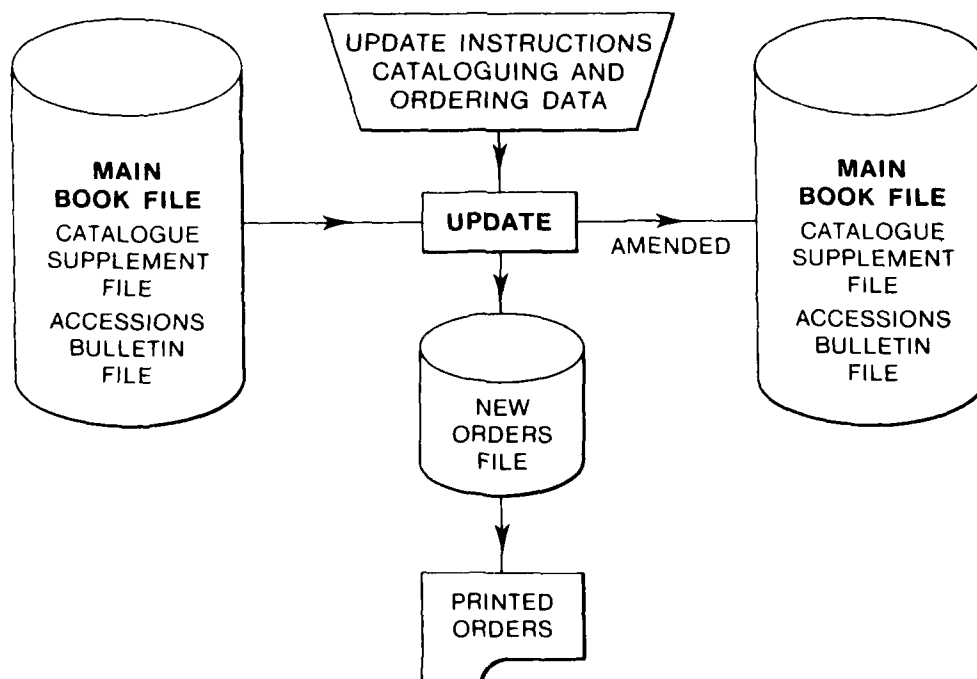 UPDATE INSTRUCTIONS
CATALOGUING AND
ORDERING DATA
MAIN
BOOK FILE
CATALOGUE
SUPPLEMENT
FILE
ACCESSIONS
BULLETIN
FILE
UPDATE
AMENDED
MAIN
BOOK FILE
CATALOGUE
SUPPLEMENT
FILE
ACCESSIONS
BULLETIN
FILE
NEW
ORDERS
FILE
PRINTED
ORDERS